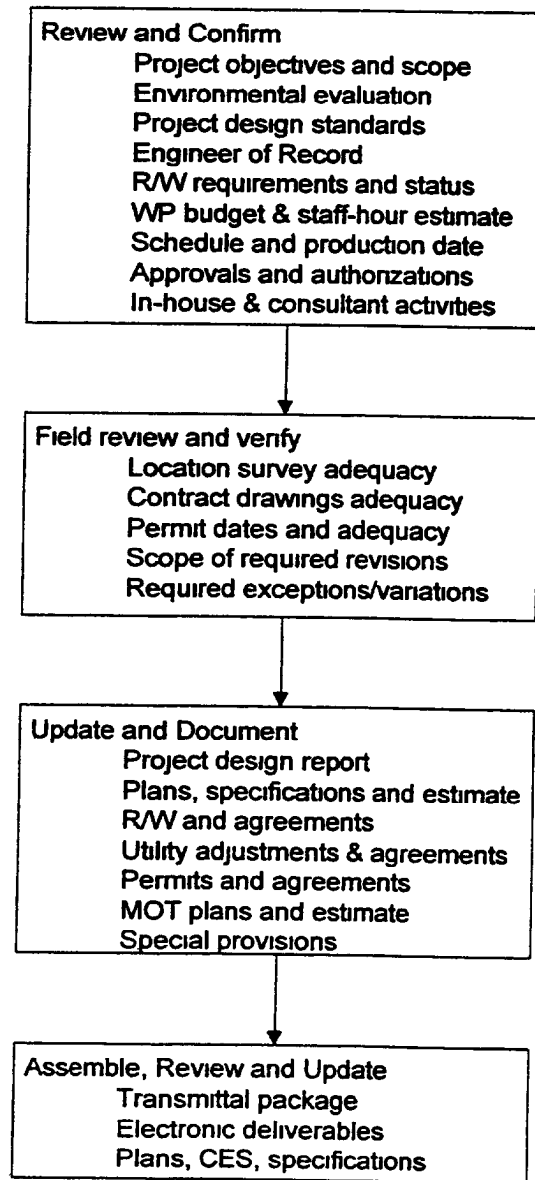 Review and Confirm
Project objectives and scope
Environmental evaluation
Project design standards
Engineer of Record
R/W requirements and status
WP budget & staff-hour estimate
Schedule and production date
Approvals and authorizations
In-house & consultant activities
Field review and verify
Location survey adequacy
Contract drawings adequacy
Permit dates and adequacy
Scope of required revisions
Required exceptions/variations
Update and Document
Project design report
Plans, specifications and estimate
R/W and agreements
Utility adjustments & agreements
Permits and agreements
MOT plans and estimate
Special provisions
Assemble, Review and Update
Transmittal package
Electronic deliverables
Plans, CES, specifications